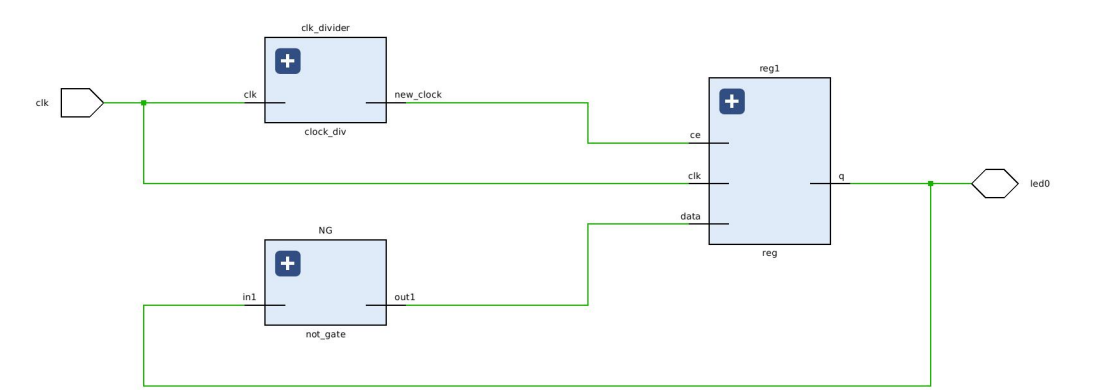 clk_divider
clk
clk
new_clock
clock_div
reg1
ce
clk
data
q
led0
reg
NG
in1
out1
not_gate